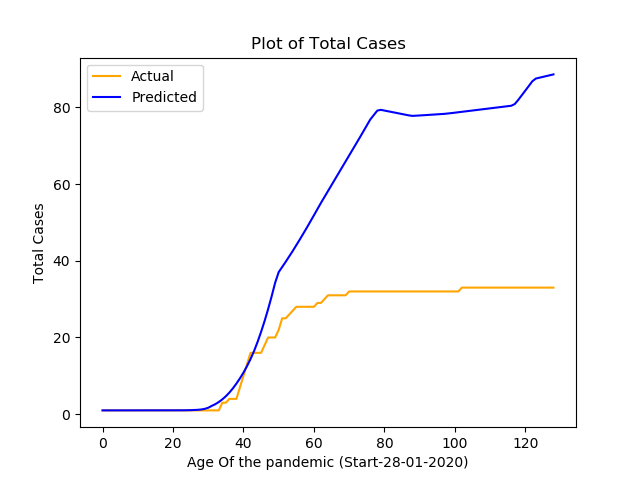 Plot of Total Cases
Actual
Predicted
80
60
40
20
0
Total Cases
0 20 40 60 80 100 120
Age Of the pandemic (Start-28-01-2020)